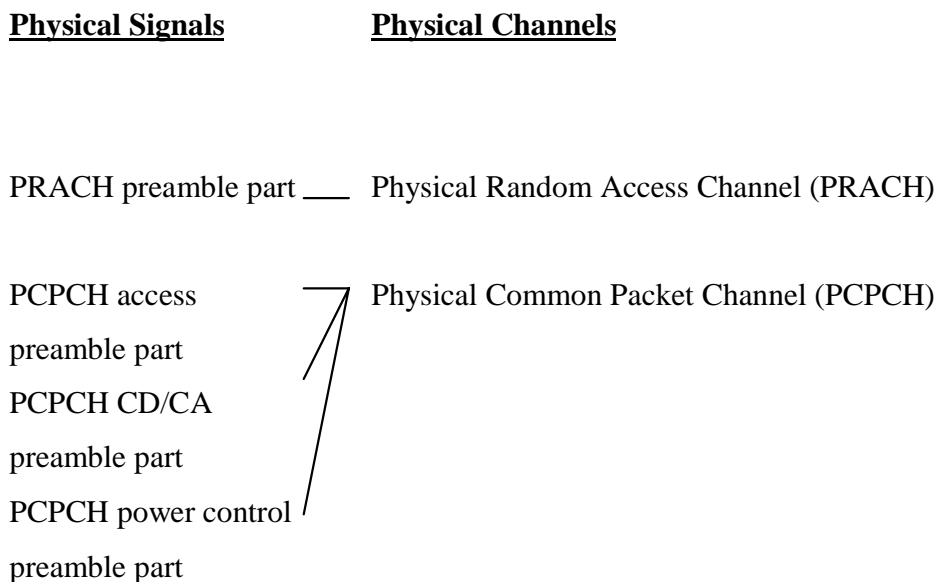 Physical Signals Physical Channels
PRACH preamble part Physical Random Access Channel (PRACH)
PCPCH access Physical Common Packet Channel (PCPCH)
preamble part
PCPCH CD/CA
preamble part
PCPCH power control
preamble part